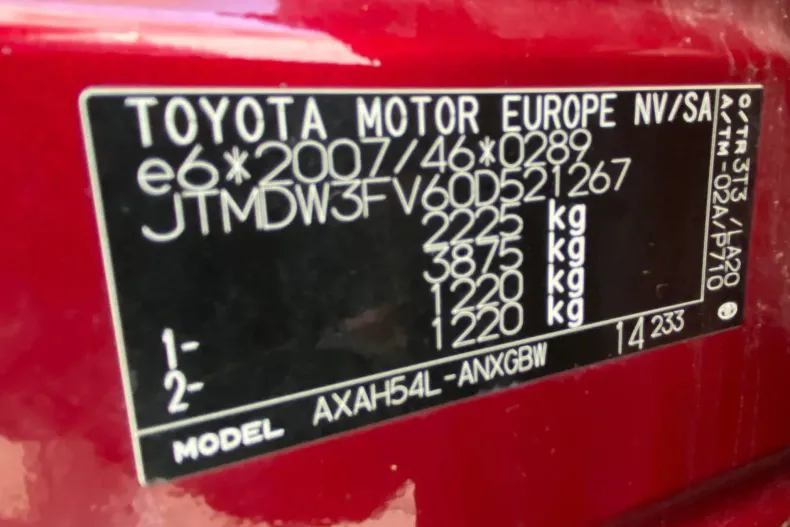 TOYOTA MOTOR EUROPE NV/SA
e6*2007/46*0289
JTMDW3FV60D521267
2225 kg
3875 kg
1- 1220 kg
2- 1220 kg
MODEL AXAH54L-ANXGBW
14 233
C/TR 3T3 /LA20
A/TM -02A/P710